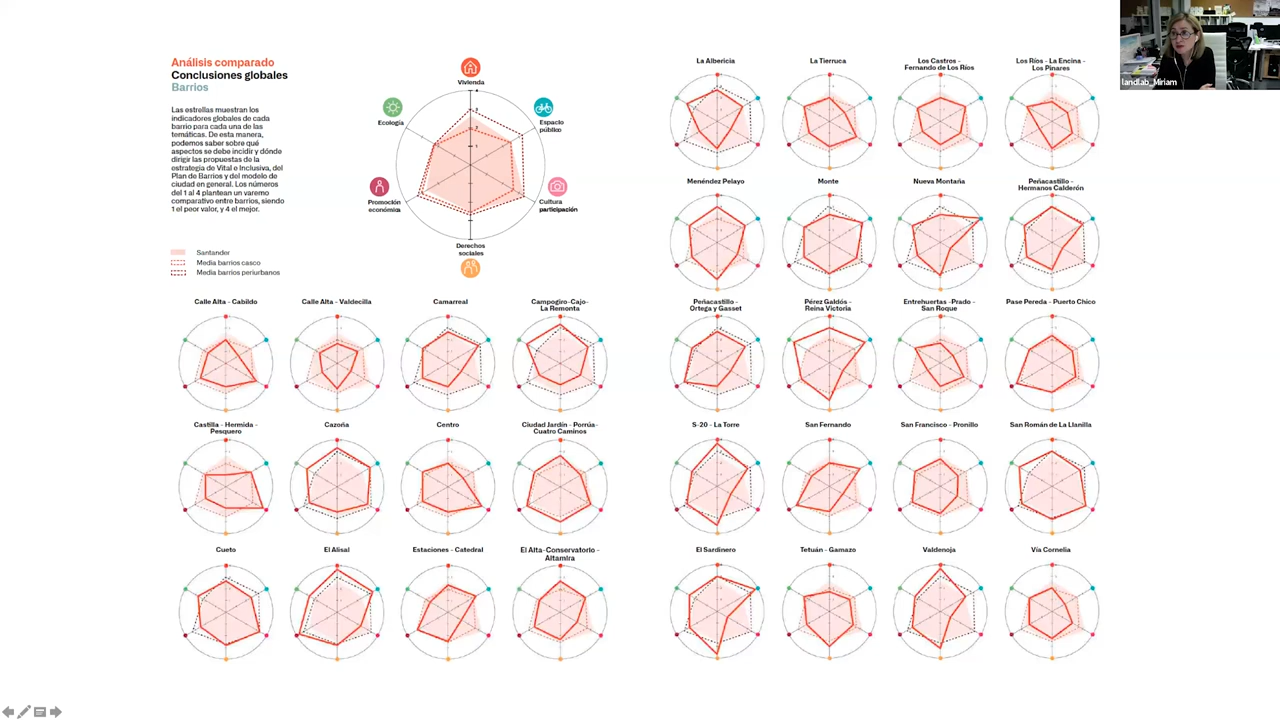 Análisis comparado
Conclusiones globales
Barrios
Las estrellas muestran los
indicadores globales de cada
barrio para cada una de las
temáticas. De esta manera,
podemos saber sobre qué
aspectos se debe incidir y dónde
dirigir las propuestas de la
estrategia de Vital e Inclusiva, del
Plan de Barrios y del modelo de
ciudad en general. Los números
del 1 al 4 plantean un varemo
comparativo entre barrios, siendo
1 el peor valor, y 4 el mejor.
Santander
Media barrios casco
Media barrios periurbanos
Vivienda
Espacio
público
Cultura
participación
Derechos
sociales
Promoción
económica
Ecología
landlab_Miriam
La Albericia
La Tierruca
Los Castros -
Fernando de Los Ríos
Los Ríos - La Encina -
Los Pinares
Menéndez Pelayo
Monte
Nueva Montaña
Peñacastillo -
Hermanos Calderón
Calle Alta - Cabildo
Calle Alta - Valdecilla
Camarreal
Campogiro-Cajo-
La Remonta
Peñacastillo -
Ortega y Gasset
Pérez Galdós -
Reina Victoria
Entrehuertas -Prado -
San Roque
Pase Pereda - Puerto Chico
Castilla - Hermida -
Pesquero
Cazoña
Centro
Ciudad Jardín - Porrúa-
Cuatro Caminos
S-20 - La Torre
San Fernando
San Francisco - Pronillo
San Román de La Llanilla
Cueto
El Alisal
Estaciones - Catedral
El Alta-Conservatorio -
Altamira
El Sardinero
Tetuán - Gamazo
Valdenoja
Vía Cornelia